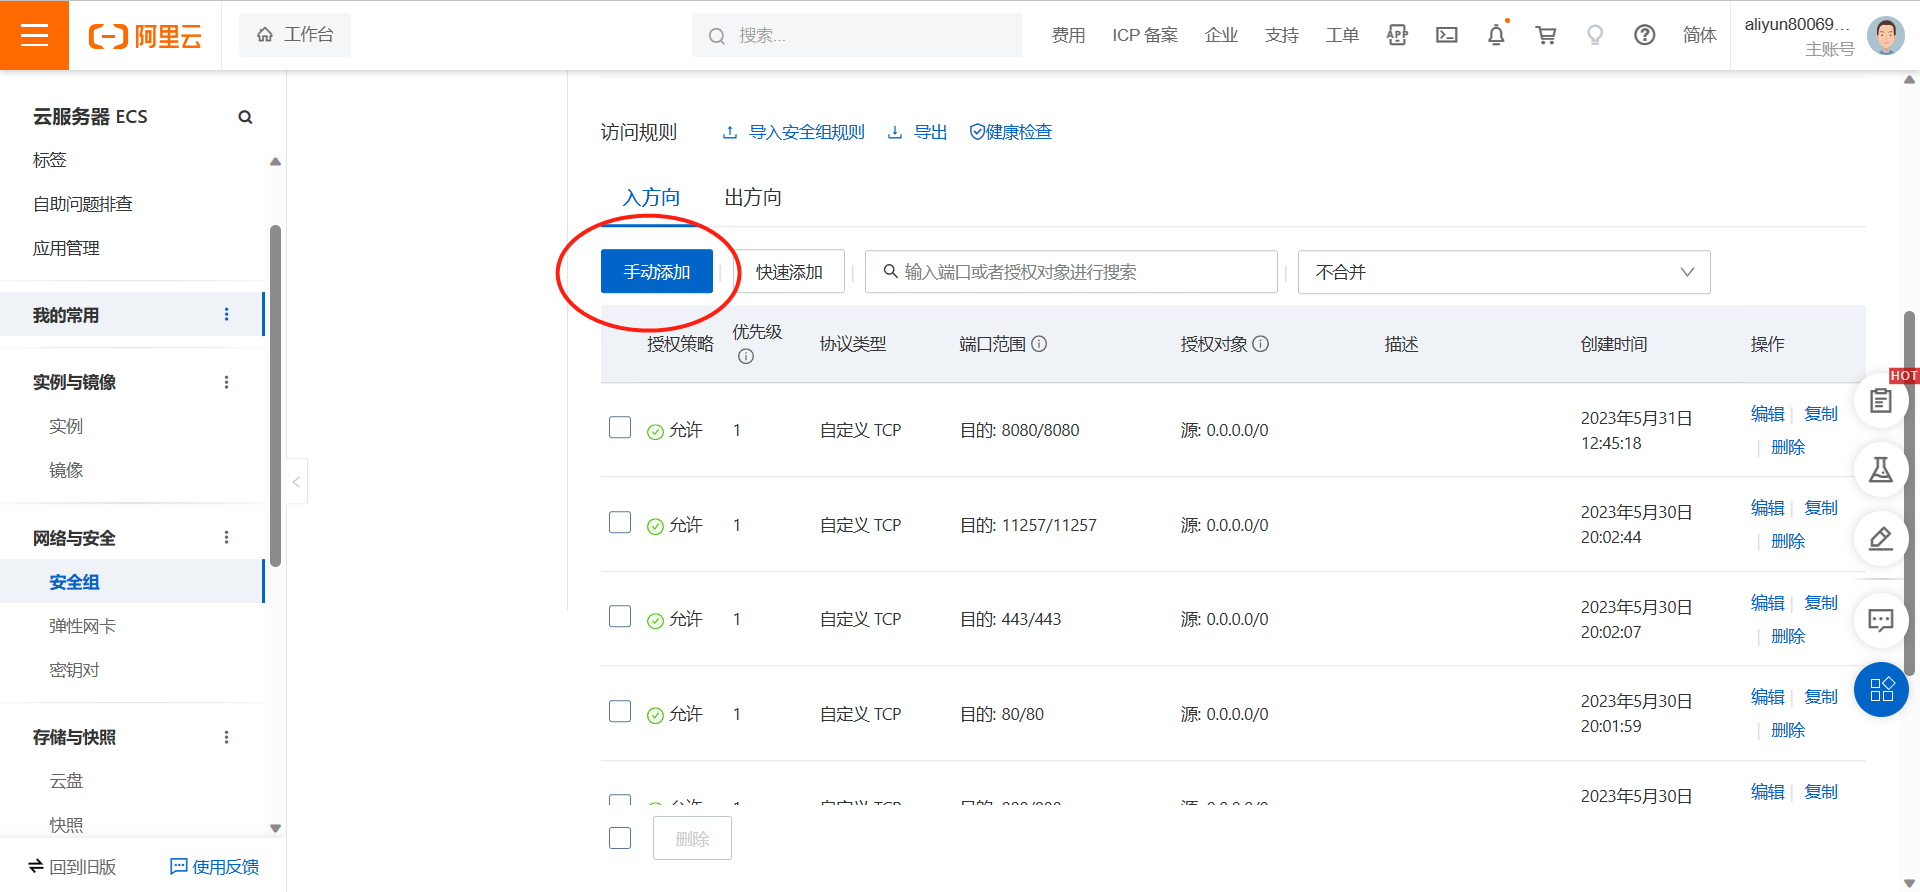 阿里云
工作台
搜索...
费用
ICP 备案
企业
支持
工单
APP
简体
aliyun80069...
主账号
云服务器 ECS
标签
自助问题排查
应用管理
我的常用
实例与镜像
实例
镜像
网络与安全
安全组
弹性网卡
密钥对
存储与快照
云盘
快照
回到旧版
使用反馈
访问规则
导入安全组规则
导出
健康检查
入方向
出方向
手动添加
快速添加
输入端口或者授权对象进行搜索
不合并
授权策略
优先级
协议类型
端口范围
授权对象
描述
创建时间
操作
允许
1
自定义 TCP
目的: 8080/8080
源: 0.0.0.0/0
2023年5月31日
12:45:18
编辑
复制
删除
允许
1
自定义 TCP
目的: 11257/11257
源: 0.0.0.0/0
2023年5月30日
20:02:44
编辑
复制
删除
允许
1
自定义 TCP
目的: 443/443
源: 0.0.0.0/0
2023年5月30日
20:02:07
编辑
复制
删除
允许
1
自定义 TCP
目的: 80/80
源: 0.0.0.0/0
2023年5月30日
20:01:59
编辑
复制
删除
2023年5月30日
编辑
复制
删除
HOT